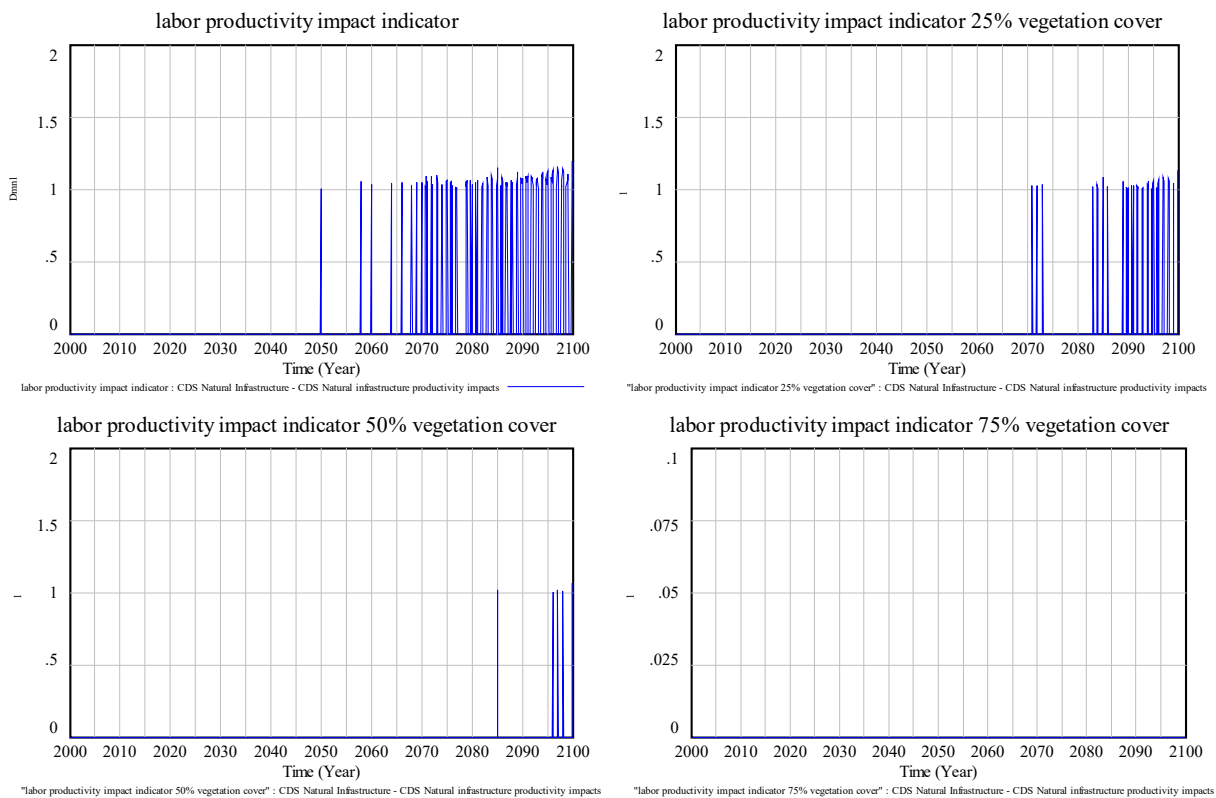 labor productivity impact indicator
2
1.5
1
.5
0
Dmnl
2000 2010 2020 2030 2040 2050 2060 2070 2080 2090 2100
Time (Year)
labor productivity impact indicator : CDS Natural Infrastructure - CDS Natural infrastructure productivity impacts
labor productivity impact indicator 25% vegetation cover
2
1.5
1
.5
0
1
2000 2010 2020 2030 2040 2050 2060 2070 2080 2090 2100
Time (Year)
"labor productivity impact indicator 25% vegetation cover" : CDS Natural Infrastructure - CDS Natural infrastructure productivity impacts
labor productivity impact indicator 50% vegetation cover
2
1.5
1
.5
0
1
2000 2010 2020 2030 2040 2050 2060 2070 2080 2090 2100
Time (Year)
"labor productivity impact indicator 50% vegetation cover" : CDS Natural Infrastructure - CDS Natural infrastructure productivity impacts
labor productivity impact indicator 75% vegetation cover
.1
.075
.05
.025
0
1
2000 2010 2020 2030 2040 2050 2060 2070 2080 2090 2100
Time (Year)
"labor productivity impact indicator 75% vegetation cover" : CDS Natural Infrastructure - CDS Natural infrastructure productivity impacts